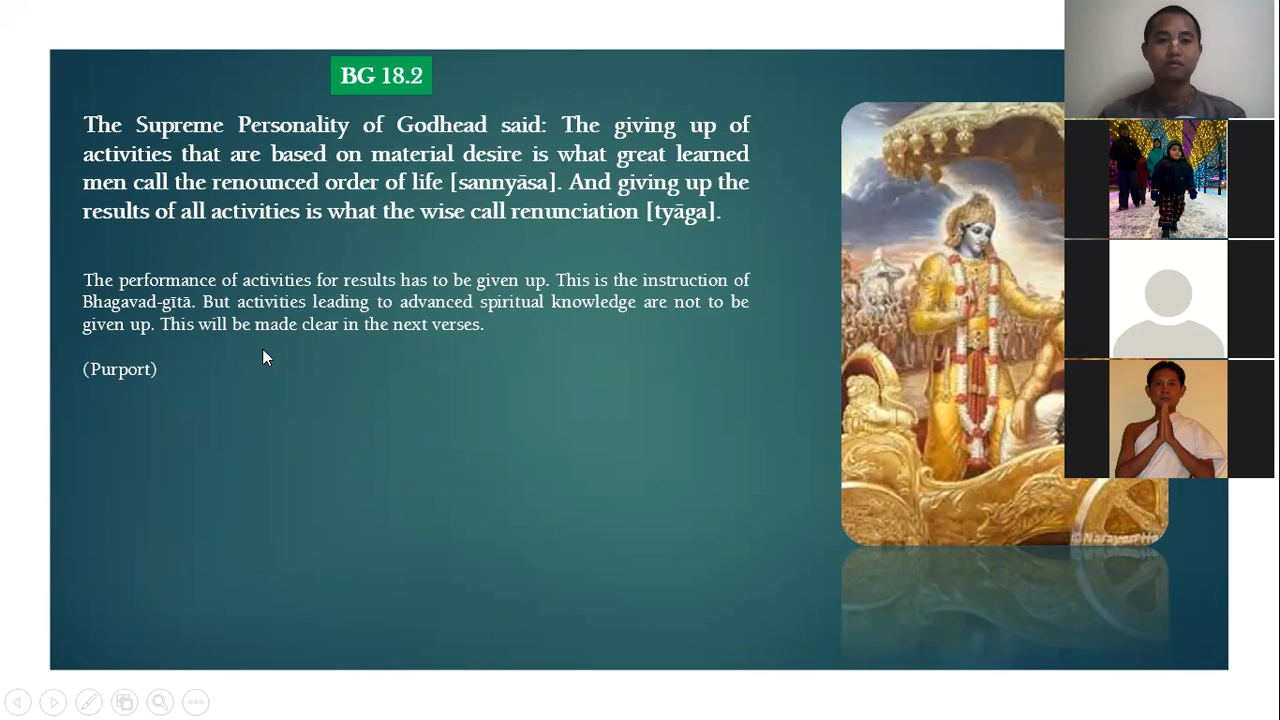 BG 18.2
The Supreme Personality of Godhead said: The giving up of
activities that are based on material desire is what great learned
men call the renounced order of life [sannyāsa]. And giving up the
results of all activities is what the wise call renunciation [tyāga].
The performance of activities for results has to be given up. This is the instruction of
Bhagavad-gītā. But activities leading to advanced spiritual knowledge are not to be
given up. This will be made clear in the next verses.
(Purport)